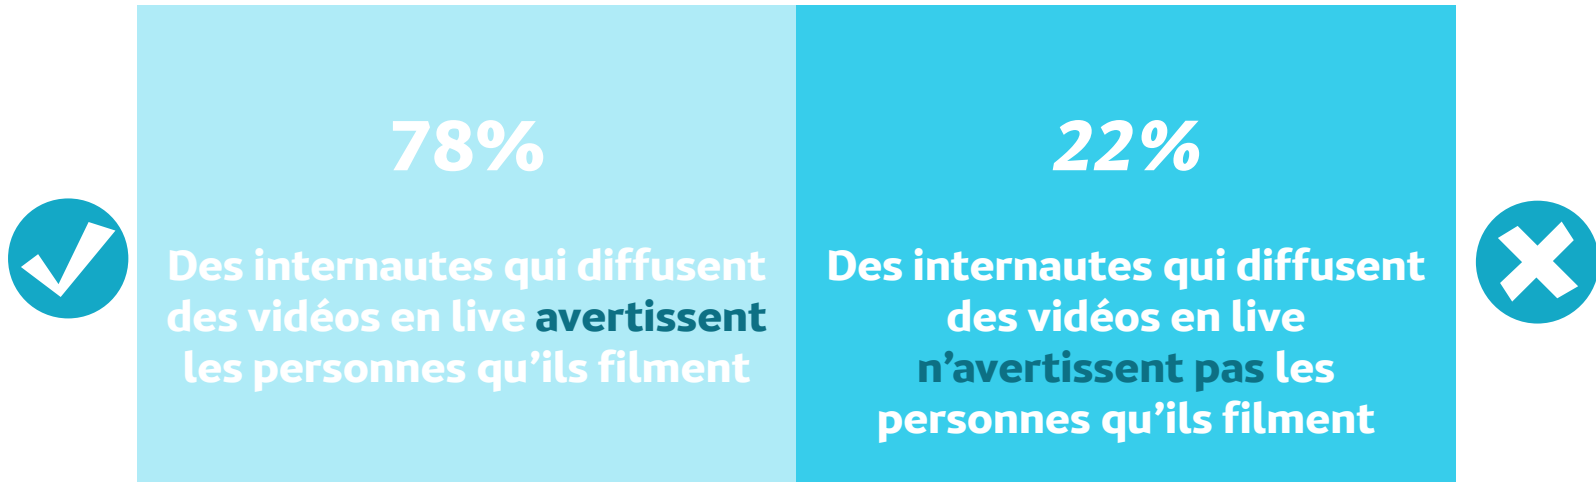 78%
Des internautes qui diffusent
des vidéos en live avertissent
les personnes qu’ils filment
22%
Des internautes qui diffusent
des vidéos en live
n’avertissent pas les
personnes qu’ils filment